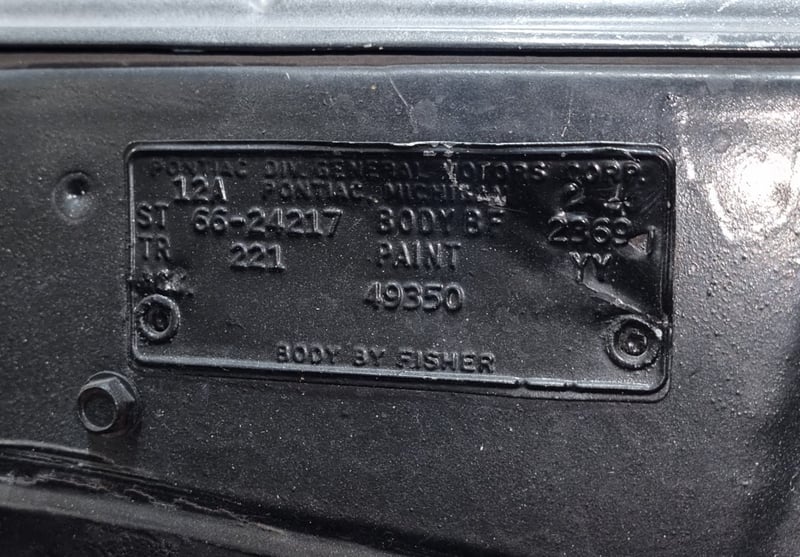 PONTIAC DIV. GENERAL MOTORS CORP.
12A PONTIAC, MICHIGAN 2 4
ST 66-24217 BODY BF 2369
TR 221 PAINT YY
49350
BODY BY FISHER